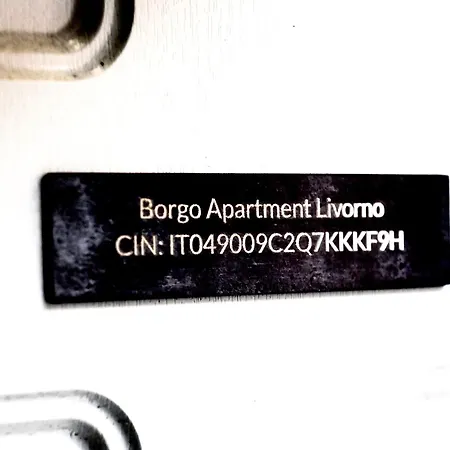 Borgo Apartment Livorno
CIN: IT049009C2Q7KKKF9H